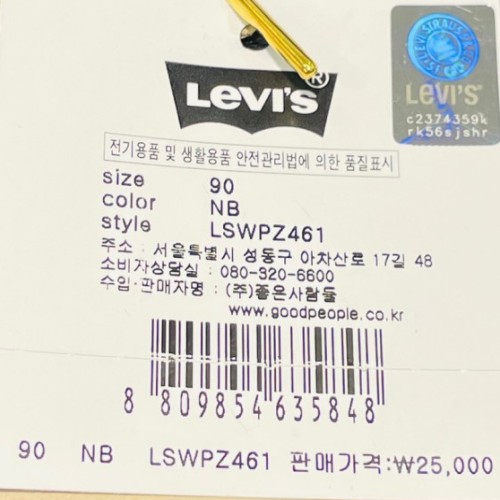 LEVI STRAUSS
LEVI'S
c2374359k
rk56sjshr
LEVI'S®
전기용품 및 생활용품 안전관리법에 의한 품질표시
size 90
color NB
style LSWPZ461
주소 : 서울특별시 성동구 아차산로 17길 48
소비자상담실 : 080-320-6600
수입·판매자명 : (주)좋은사람들
www.goodpeople.co.kr
8 809854 635848
90 NB LSWPZ461 판매가격:₩25,000